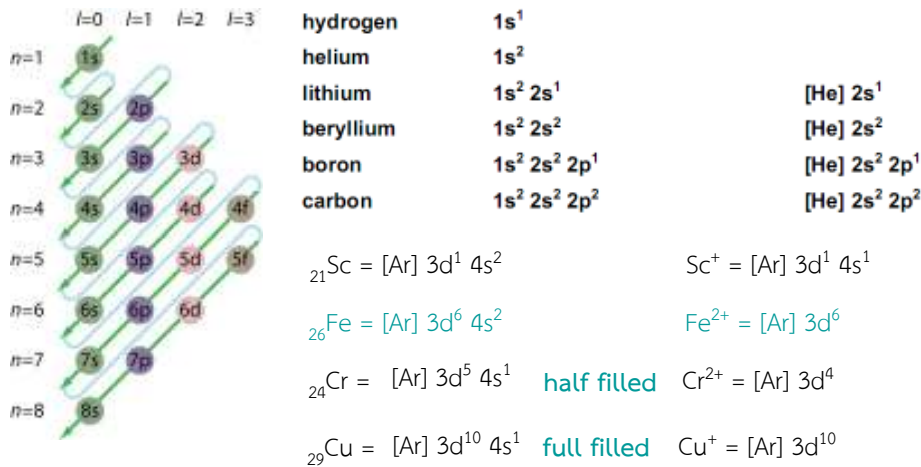 l=0 l=1 l=2 l=3
n=1 1s
n=2 2s 2p
n=3 3s 3p 3d
n=4 4s 4p 4d 4f
n=5 5s 5p 5d 5f
n=6 6s 6p 6d
n=7 7s 7p
n=8 8s
hydrogen 1s¹
helium 1s²
lithium 1s² 2s¹ [He] 2s¹
beryllium 1s² 2s² [He] 2s²
boron 1s² 2s² 2p¹ [He] 2s² 2p¹
carbon 1s² 2s² 2p² [He] 2s² 2p²
₂₁Sc = [Ar] 3d¹ 4s² Sc⁺ = [Ar] 3d¹ 4s¹
₂₆Fe = [Ar] 3d⁶ 4s² Fe²⁺ = [Ar] 3d⁶
₂₄Cr = [Ar] 3d⁵ 4s¹ half filled Cr²⁺ = [Ar] 3d⁴
₂₉Cu = [Ar] 3d¹⁰ 4s¹ full filled Cu⁺ = [Ar] 3d¹⁰